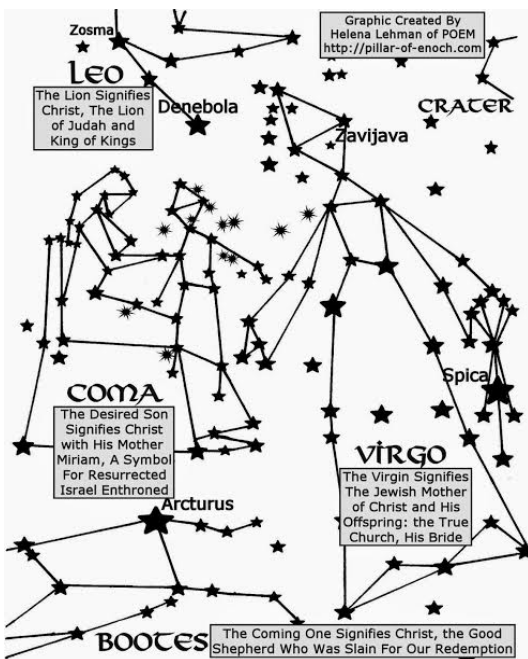 Zosma
Graphic Created By
Helena Lehman of POEM
http://pillar-of-enoch.com
LEO
The Lion Signifies
Christ, The Lion
of Judah and
King of Kings
Denebola
CRATER
Zavijava
Spica
COMA
The Desired Son
Signifies Christ
with His Mother
Miriam, A Symbol
For Resurrected
Israel Enthroned
VIRGO
The Virgin Signifies
The Jewish Mother
of Christ and His
Offspring: the True
Church, His Bride
Arcturus
BOOTES
The Coming One Signifies Christ, the Good
Shepherd Who Was Slain For Our Redemption